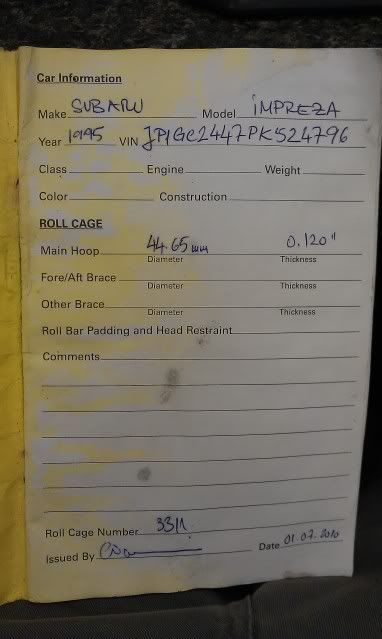 Car Information
Make SUBARU Model IMPREZA
Year 1995 VIN JP1GC2447PK524796
Class Engine Weight
Color Construction
ROLL CAGE
Main Hoop 44.65mm 0.120"
Diameter Thickness
Fore/Aft Brace
Diameter Thickness
Other Brace
Diameter Thickness
Roll Bar Padding and Head Restraint
Comments
Roll Cage Number 3311
Issued By Date 01.07.2010